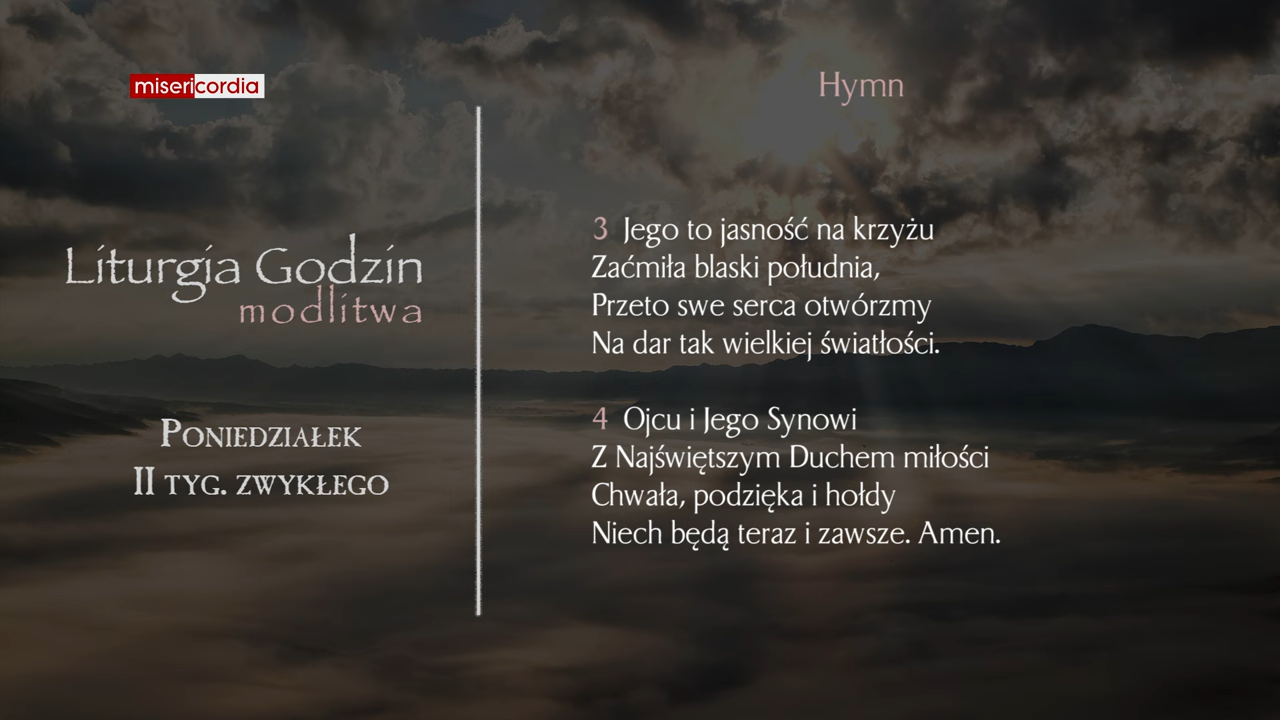 misericordia
Liturgia Godzin
modlitwa
Poniedziałek
II tyg. zwykłego
Hymn
3 Jego to jasność na krzyżu
Zaćmiła blaski południa,
Przeto swe serca otwórzmy
Na dar tak wielkiej światłości.
4 Ojcu i Jego Synowi
Z Najświętszym Duchem miłości
Chwała, podzięka i hołdy
Niech będą teraz i zawsze. Amen.